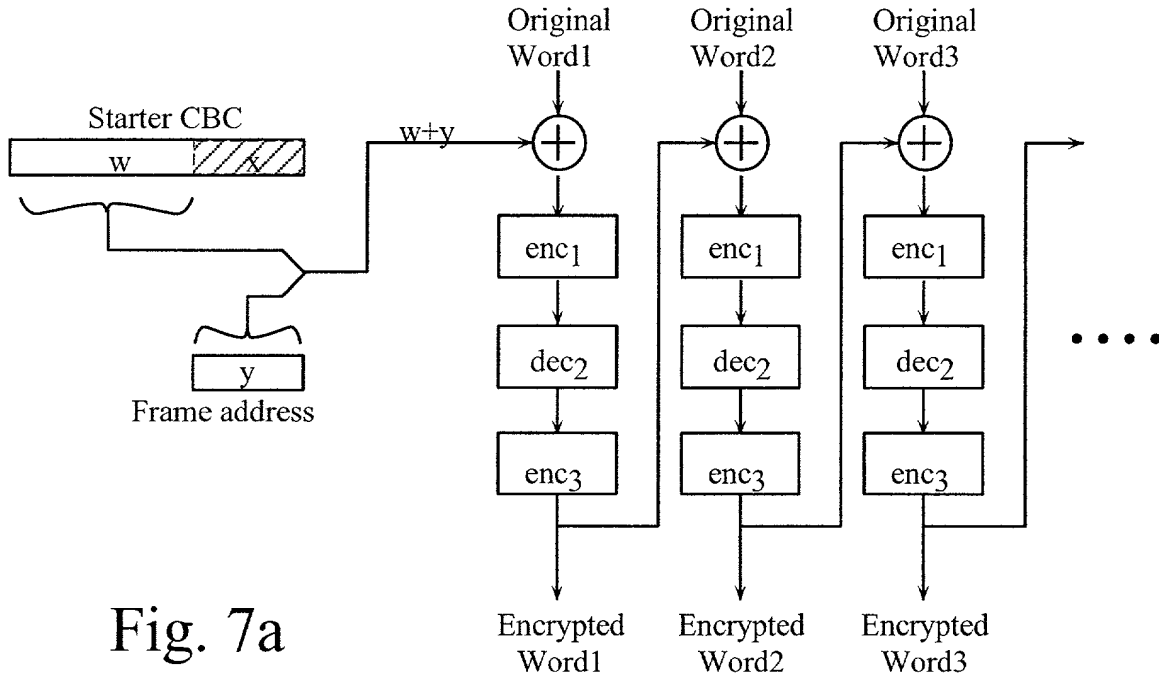 Original Original Original
Word1 Word2 Word3
Starter CBC
w+y
w x
enc1 enc1 enc1
dec2 dec2 dec2
y
Frame address
enc3 enc3 enc3
Fig. 7a
Encrypted Encrypted Encrypted
Word1 Word2 Word3